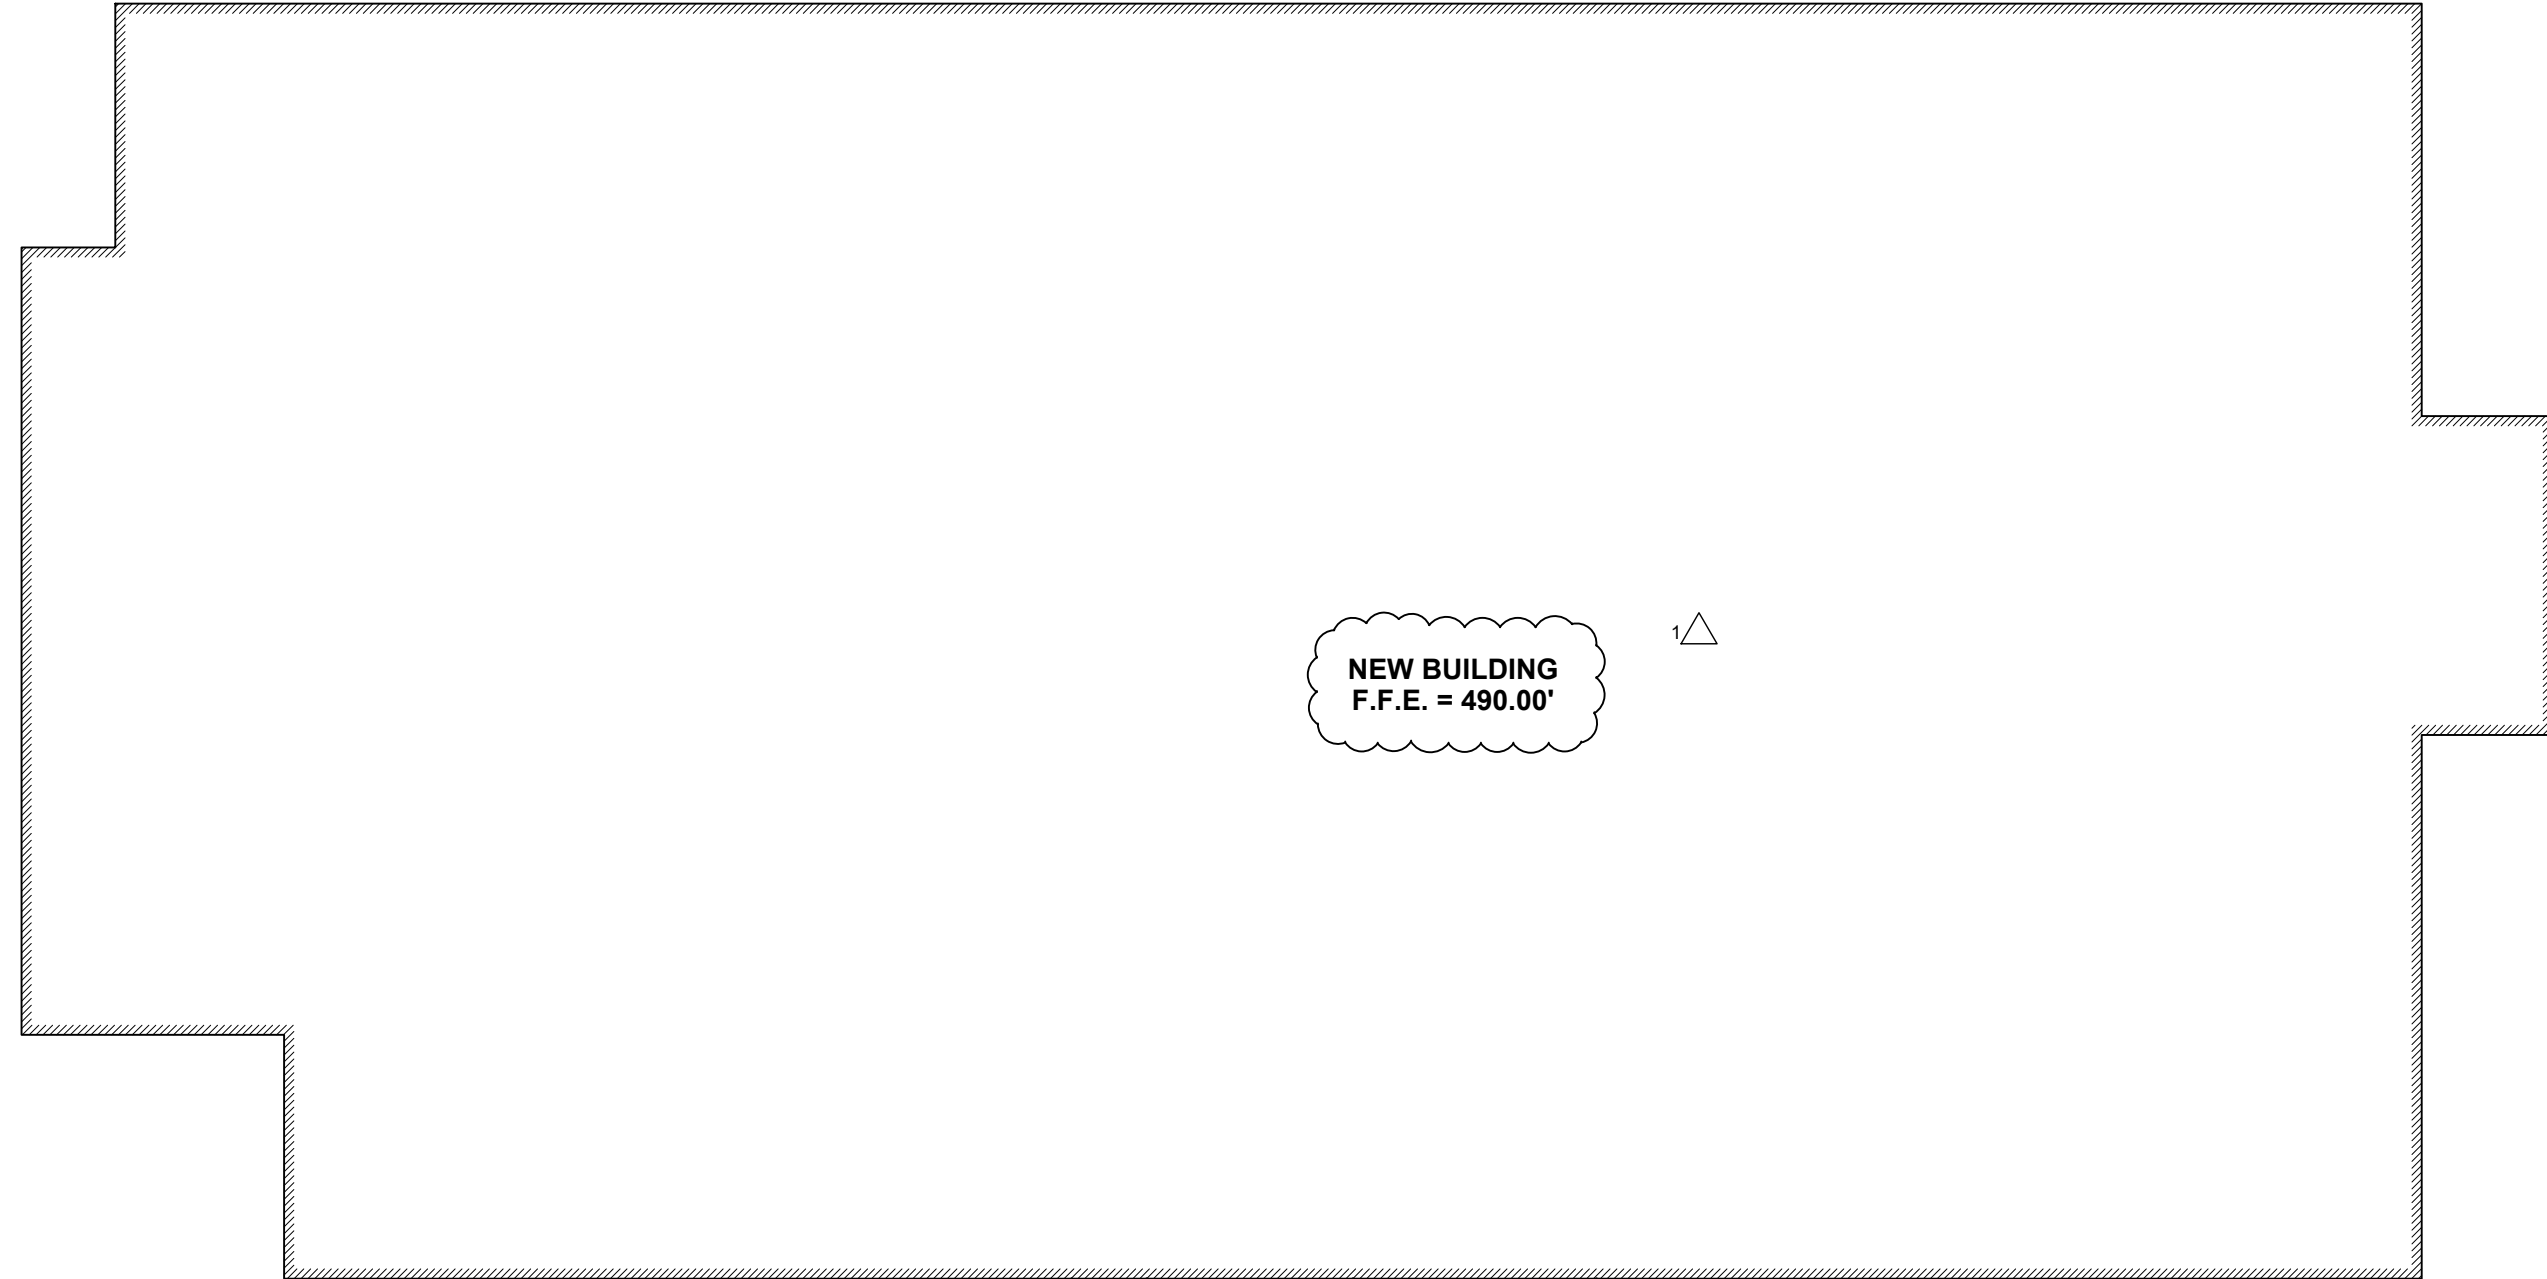 1
NEW BUILDING
F.F.E. = 490.00'